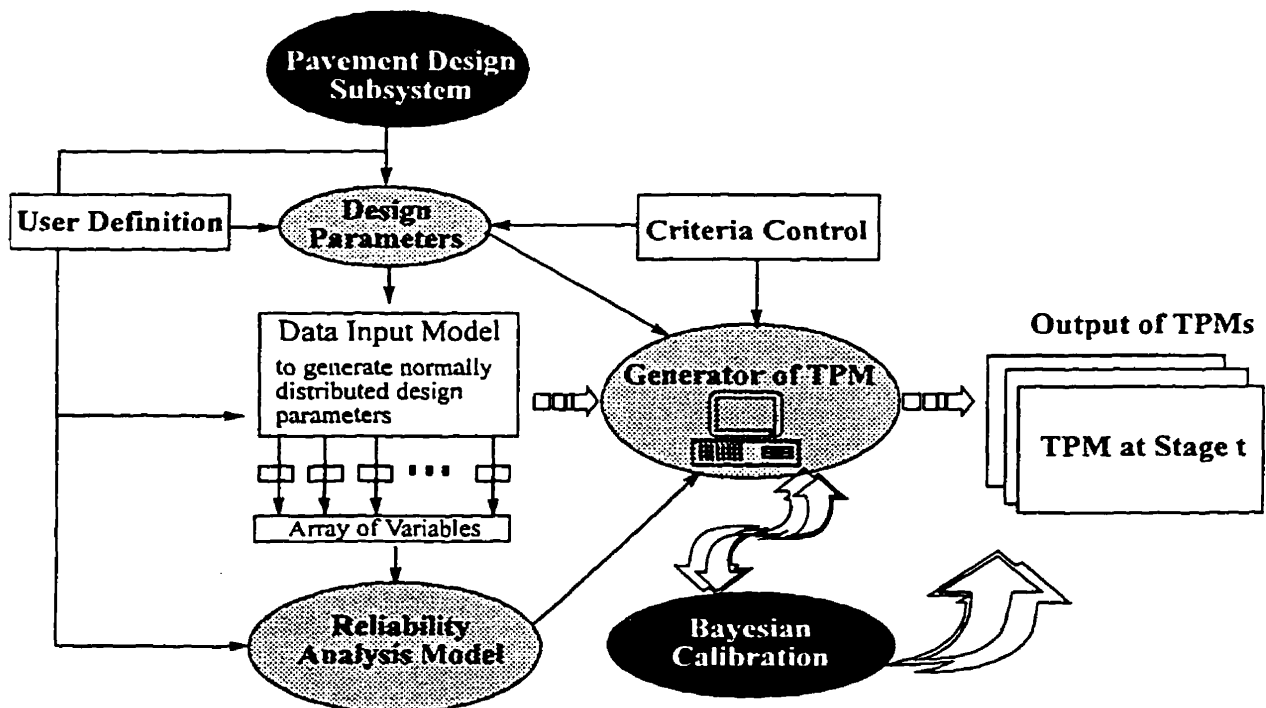 Pavement Design
Subsystem
User Definition
Design
Parameters
Criteria Control
Data Input Model
to generate normally
distributed design
parameters
Generator of TPM
Output of TPMs
TPM at Stage t
Array of Variables
Reliability
Analysis Model
Bayesian
Calibration